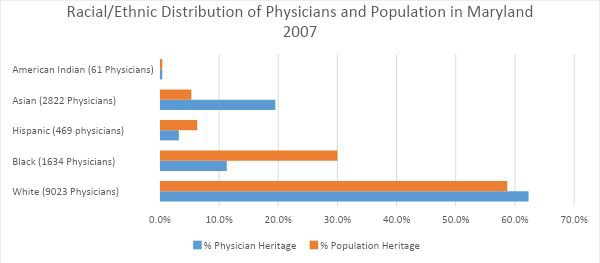 Racial/Ethnic Distribution of Physicians and Population in Maryland
2007
American Indian (61 Physicians)
Asian (2822 Physicians)
Hispanic (469 physicians)
Black (1634 Physicians)
White (9023 Physicians)
0.0% 10.0% 20.0% 30.0% 40.0% 50.0% 60.0% 70.0%
% Physician Heritage % Population Heritage